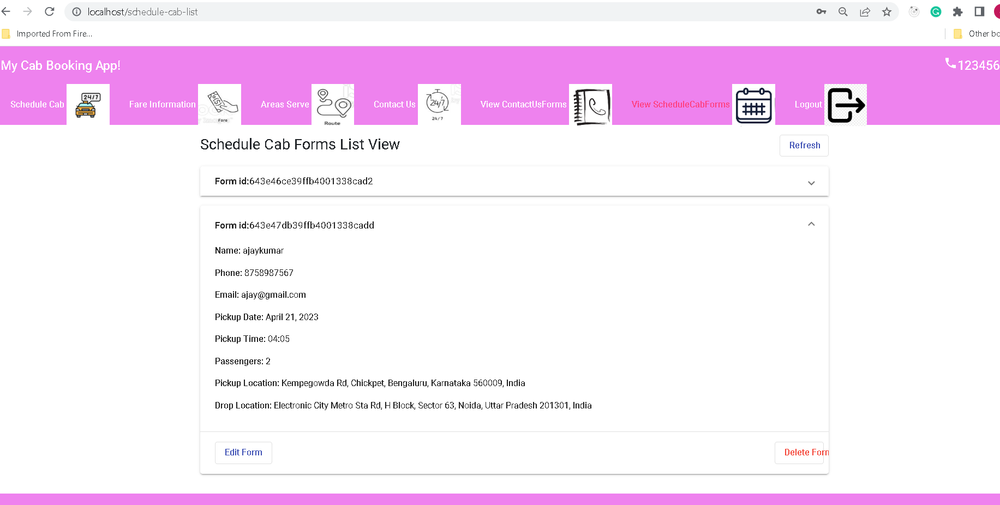 localhost/schedule-cab-list
Imported From Fire...
Other bo
My Cab Booking App!
123456
Schedule Cab
24/7
Fare Information
Fare
Areas Serve
Route
Contact Us
24/7
24/7
View ContactUsForms
View ScheduleCabForms
Logout
Schedule Cab Forms List View
Refresh
Form id:643e46ce39ffb4001338cad2
Form id:643e47db39ffb4001338cadd
Name: ajaykumar
Phone: 8758987567
Email: ajay@gmail.com
Pickup Date: April 21, 2023
Pickup Time: 04:05
Passengers: 2
Pickup Location: Kempegowda Rd, Chickpet, Bengaluru, Karnataka 560009, India
Drop Location: Electronic City Metro Sta Rd, H Block, Sector 63, Noida, Uttar Pradesh 201301, India
Edit Form
Delete Form